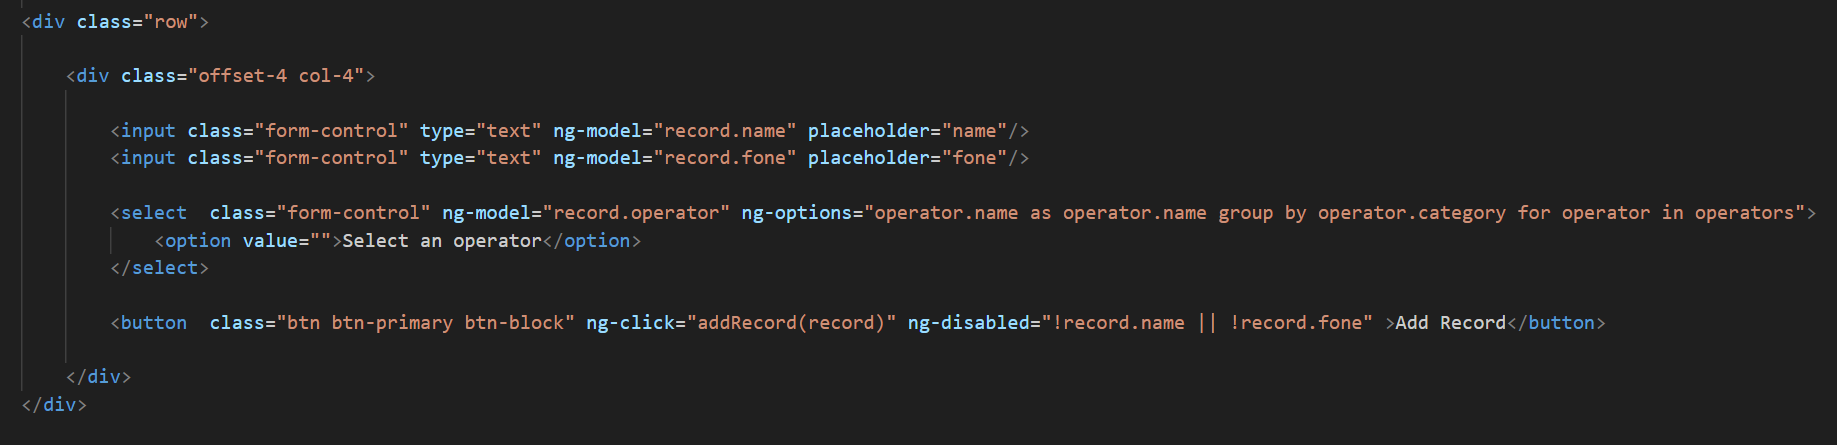 <div class="row">
<div class="offset-4 col-4">
<input class="form-control" type="text" ng-model="record.name" placeholder="name"/>
<input class="form-control" type="text" ng-model="record.fone" placeholder="fone"/>
<select  class="form-control" ng-model="record.operator" ng-options="operator.name as operator.name group by operator.category for operator in operators">
<option value="">Select an operator</option>
</select>
<button  class="btn btn-primary btn-block" ng-click="addRecord(record)" ng-disabled="!record.name || !record.fone" >Add Record</button>
</div>
</div>